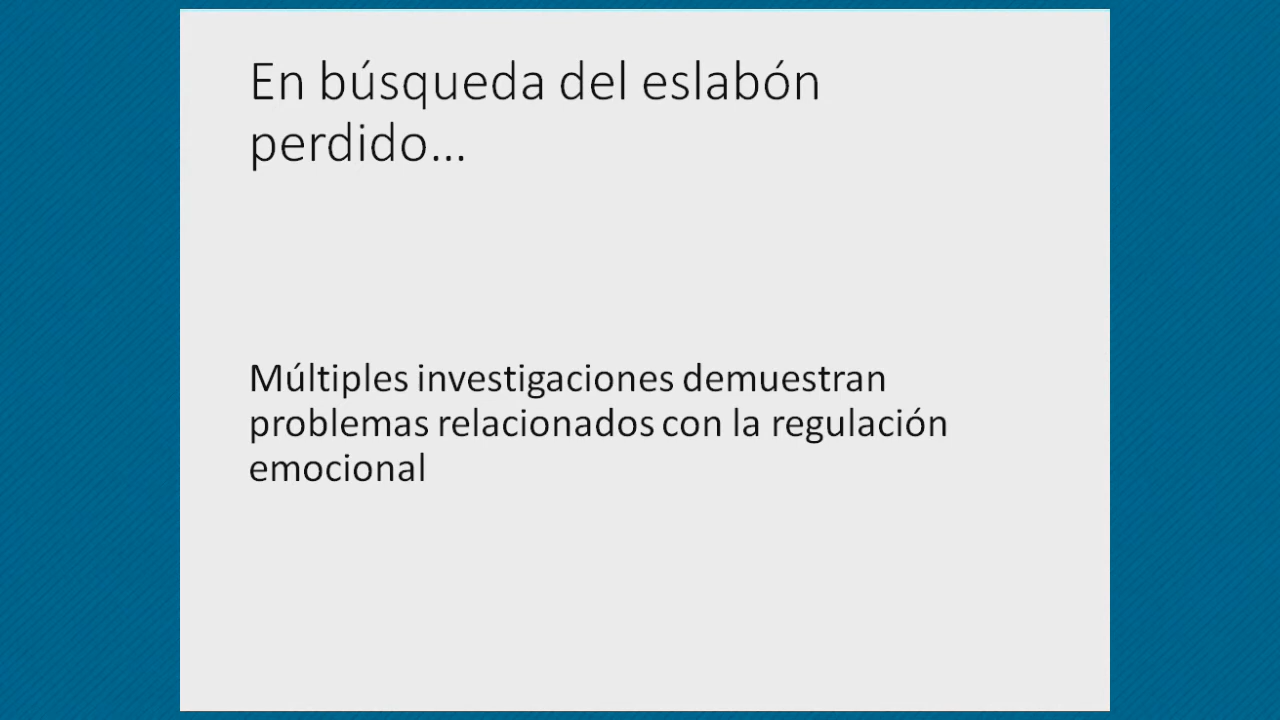 En búsqueda del eslabón
perdido...
Múltiples investigaciones demuestran
problemas relacionados con la regulación
emocional